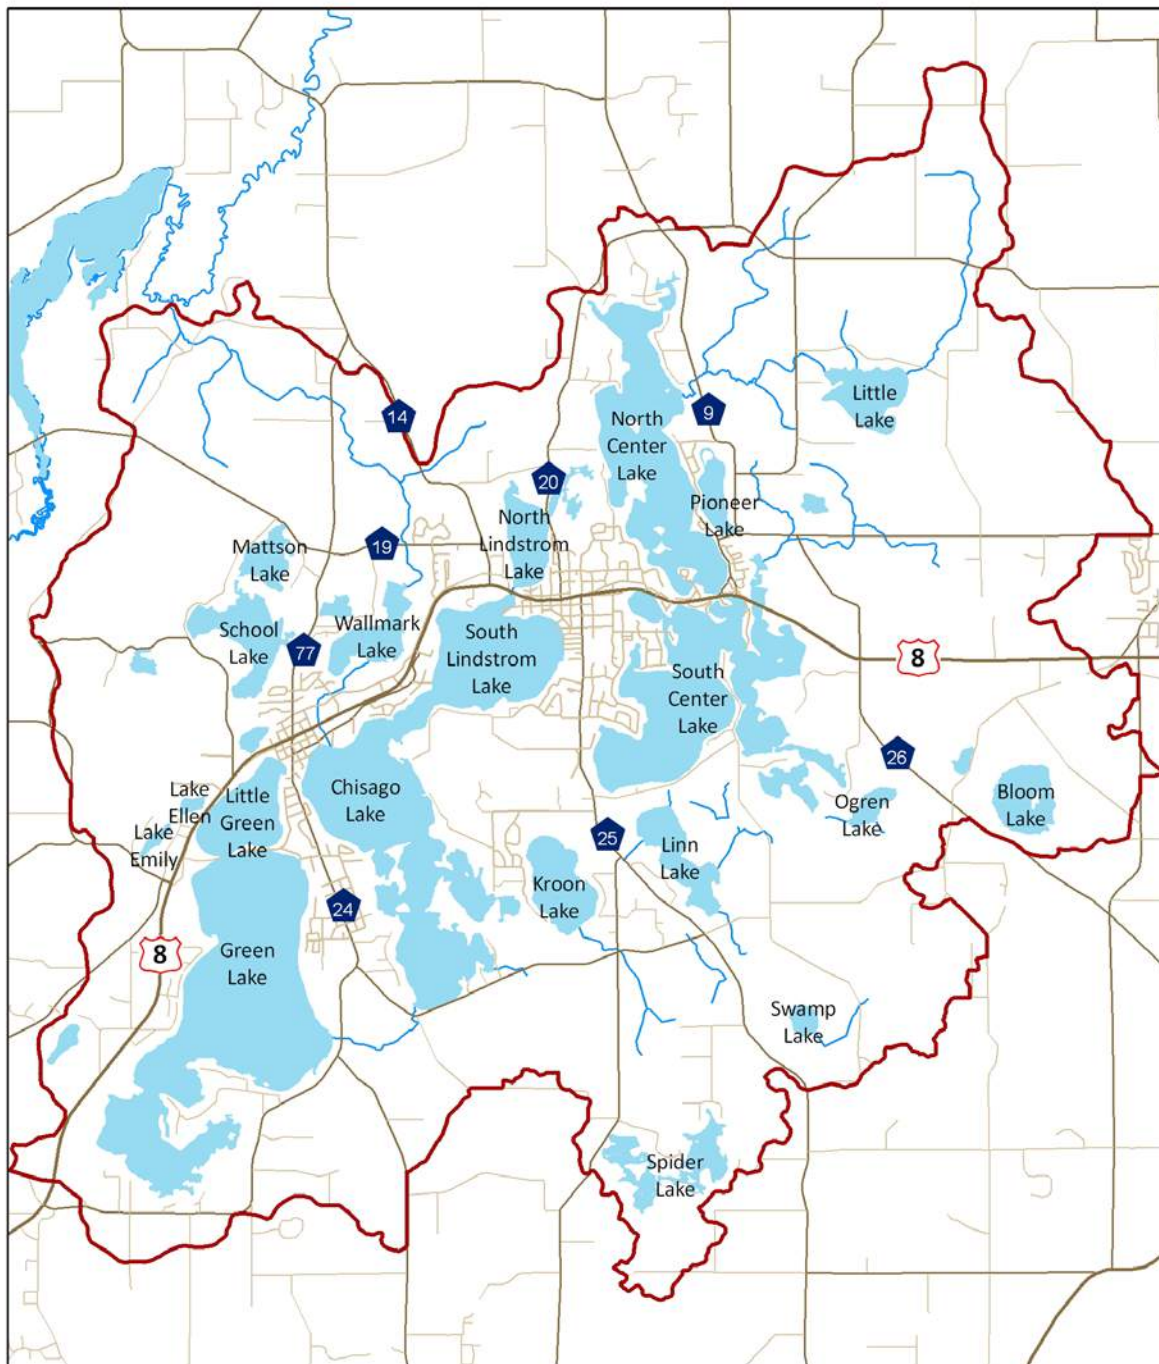 Little
Lake
14
9
North
Center
Lake
20
Pioneer
Lake
North
Lindstrom
Lake
19
Mattson
Lake
School
Lake
77
Wallmark
Lake
South
Lindstrom
Lake
8
South
Center
Lake
26
Lake
Ellen
Little
Green
Lake
Chisago
Lake
Ogren
Lake
Bloom
Lake
Lake
Emily
25
Linn
Lake
Kroon
Lake
24
8
Green
Lake
Swamp
Lake
Spider
Lake